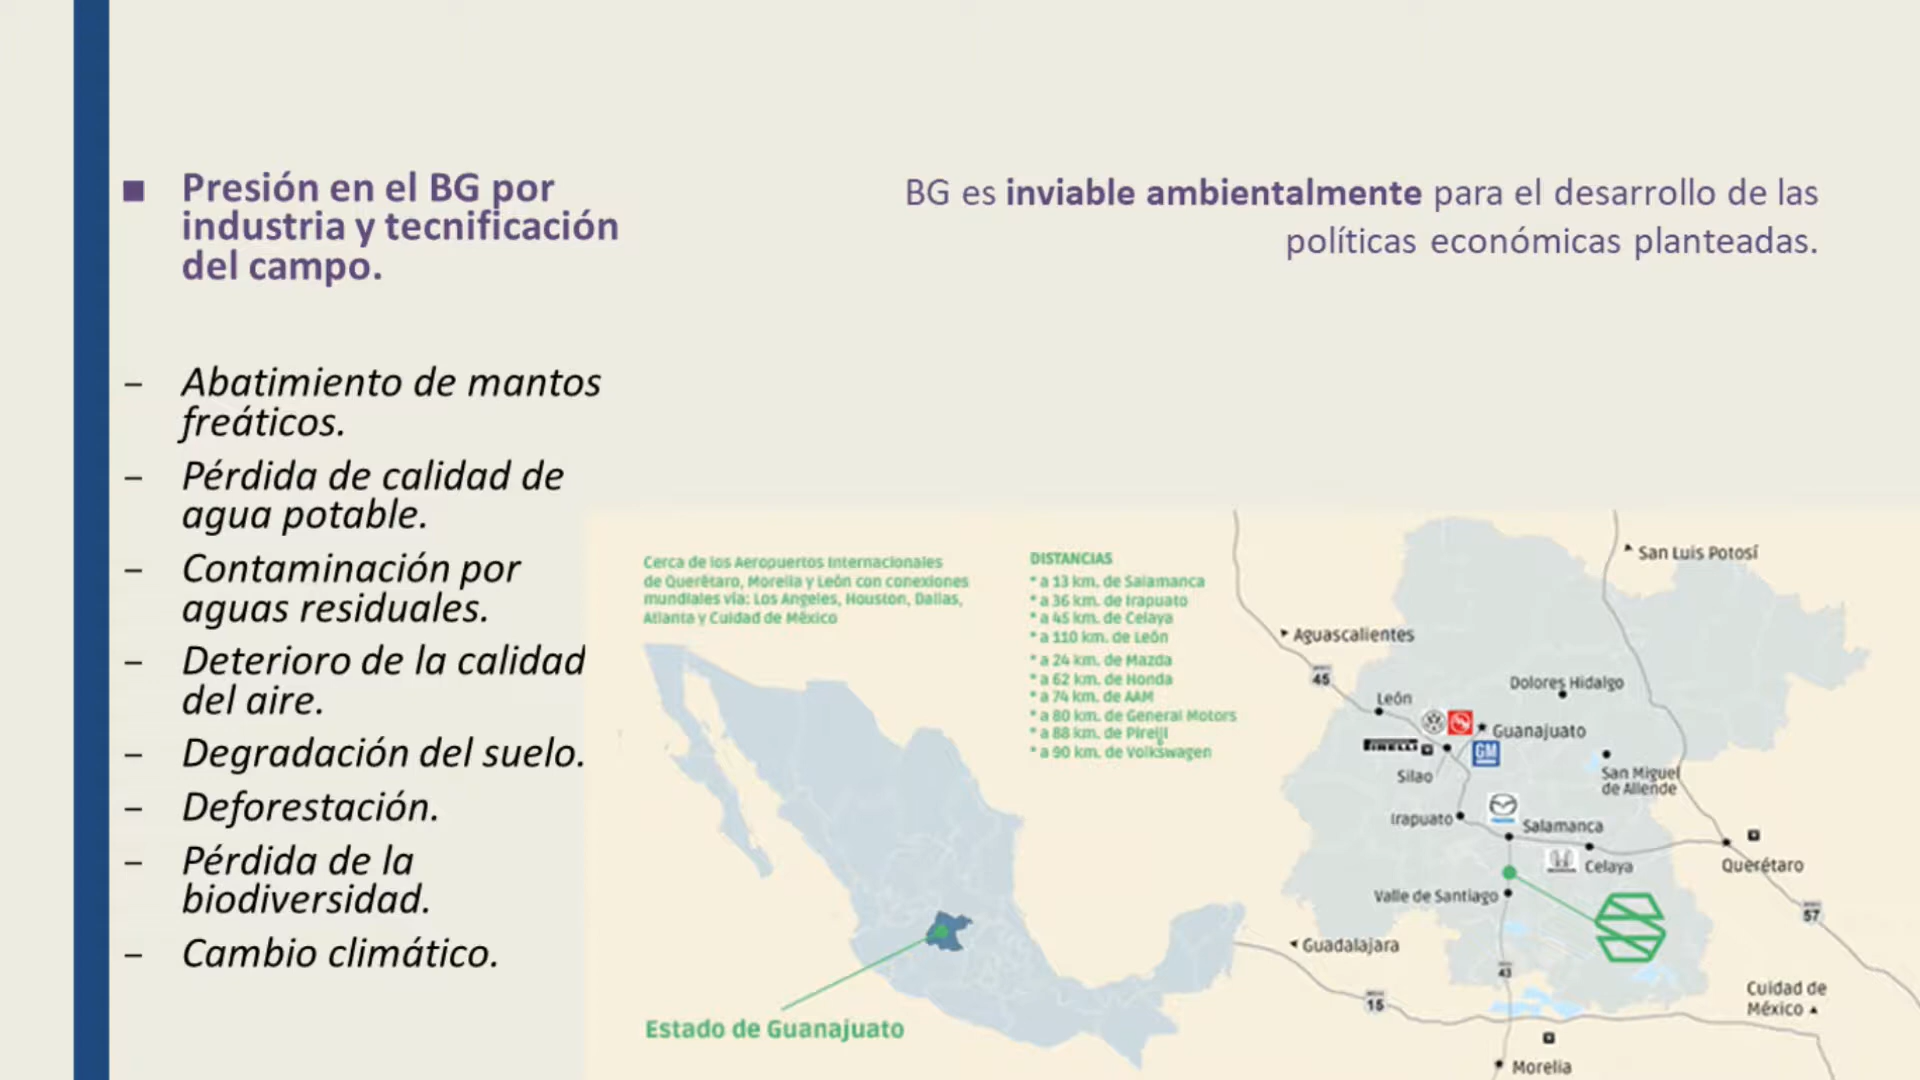 ■ Presión en el BG por
industria y tecnificación
del campo.
– Abatimiento de mantos
freáticos.
– Pérdida de calidad de
agua potable.
– Contaminación por
aguas residuales.
– Deterioro de la calidad
del aire.
– Degradación del suelo.
– Deforestación.
– Pérdida de la
biodiversidad.
– Cambio climático.
BG es inviable ambientalmente para el desarrollo de las
políticas económicas planteadas.
Cerca de los Aeropuertos Internacionales
de Querétaro, Morelia y León con conexiones
mundiales vía: Los Angeles, Houston, Dallas,
Atlanta y Cuidad de México
DISTANCIAS
* a 13 km. de Salamanca
* a 36 km. de Irapuato
* a 45 km. de Celaya
* a 110 km. de León
* a 24 km. de Mazda
* a 62 km. de Honda
* a 74 km. de AAM
* a 80 km. de General Motors
* a 88 km. de Pirelli
* a 90 km. de Volkswagen
Estado de Guanajuato
San Luis Potosí
Aguascalientes
45
León
Dolores Hidalgo
Guanajuato
PIRELLI
GM
Silao
San Miguel
de Allende
Irapuato
Salamanca
Celaya
Querétaro
Valle de Santiago
57
Guadalajara
43
15
Cuidad de
México
Morelia